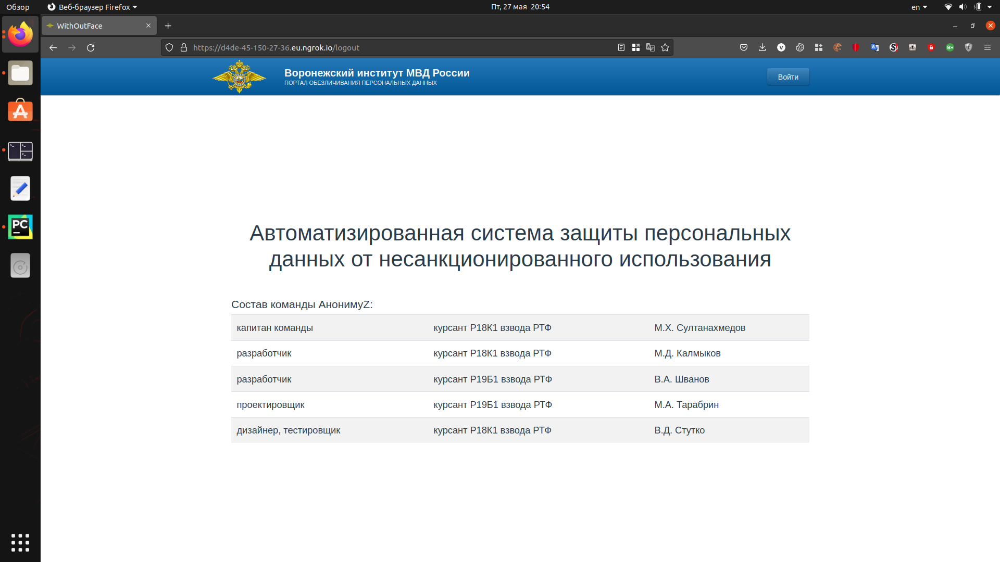 Обзор
Веб-браузер Firefox
Пт, 27 мая 20:54
en
WithOutFace
https://d4de-45-150-27-36.eu.ngrok.io/logout
Воронежский институт МВД России
ПОРТАЛ ОБЕЗЛИЧИВАНИЯ ПЕРСОНАЛЬНЫХ ДАННЫХ
Войти
Автоматизированная система защиты персональных
данных от несанкционированного использования
Состав команды АнонимуZ:
капитан команды курсант Р18К1 взвода РТФ М.Х. Султанахмедов
разработчик курсант Р18К1 взвода РТФ М.Д. Калмыков
разработчик курсант Р19Б1 взвода РТФ В.А. Шванов
проектировщик курсант Р19Б1 взвода РТФ М.А. Тарабрин
дизайнер, тестировщик курсант Р18К1 взвода РТФ В.Д. Стутко
PC